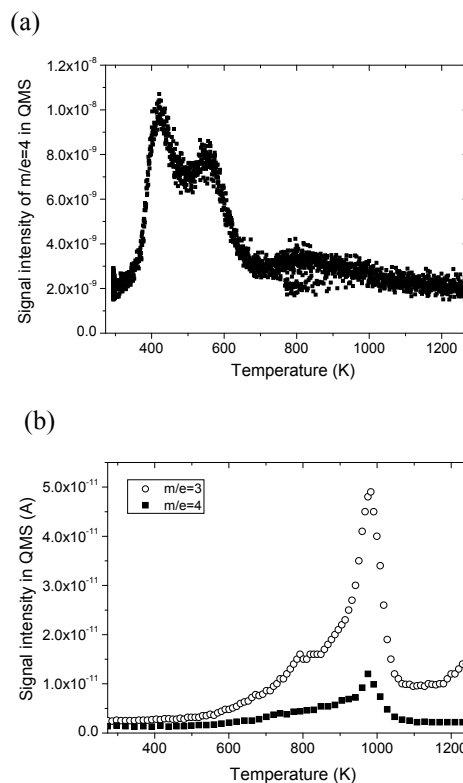 (a)
Signal intensity of m/e=4 in QMS
1.2x10⁻⁸
1.0x10⁻⁸
8.0x10⁻⁹
6.0x10⁻⁹
4.0x10⁻⁹
2.0x10⁻⁹
0.0
400 600 800 1000 1200
Temperature (K)
(b)
Signal intensity in QMS (A)
5.0x10⁻¹¹
4.0x10⁻¹¹
3.0x10⁻¹¹
2.0x10⁻¹¹
1.0x10⁻¹¹
0.0
m/e=3
m/e=4
400 600 800 1000 1200
Temperature (K)